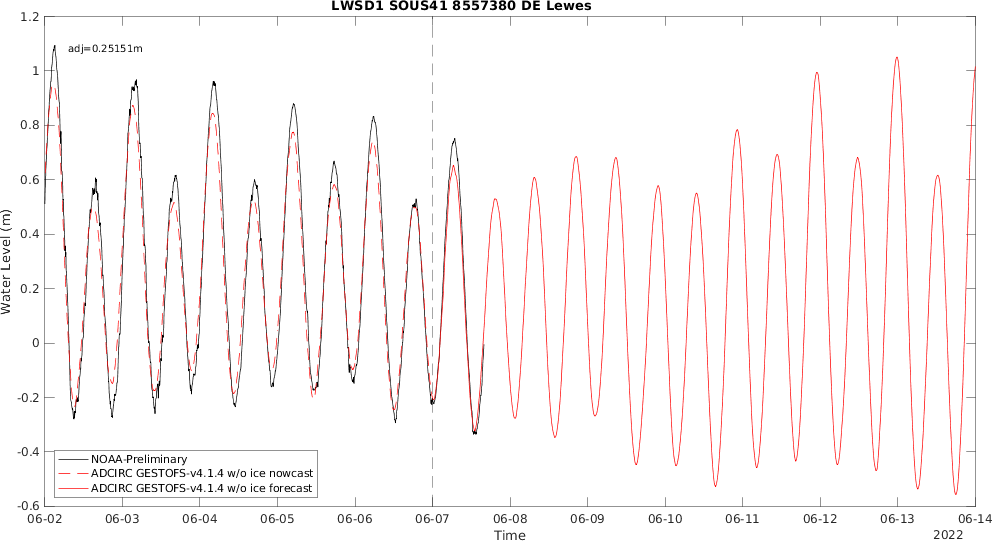 LWSD1 SOUS41 8557380 DE Lewes
adj=0.25151m
1.2
1
0.8
0.6
0.4
0.2
0
-0.2
-0.4
-0.6
Water Level (m)
NOAA-Preliminary
ADCIRC GESTOFS-v4.1.4 w/o ice nowcast
ADCIRC GESTOFS-v4.1.4 w/o ice forecast
06-02 06-03 06-04 06-05 06-06 06-07 06-08 06-09 06-10 06-11 06-12 06-13 06-14
Time
2022